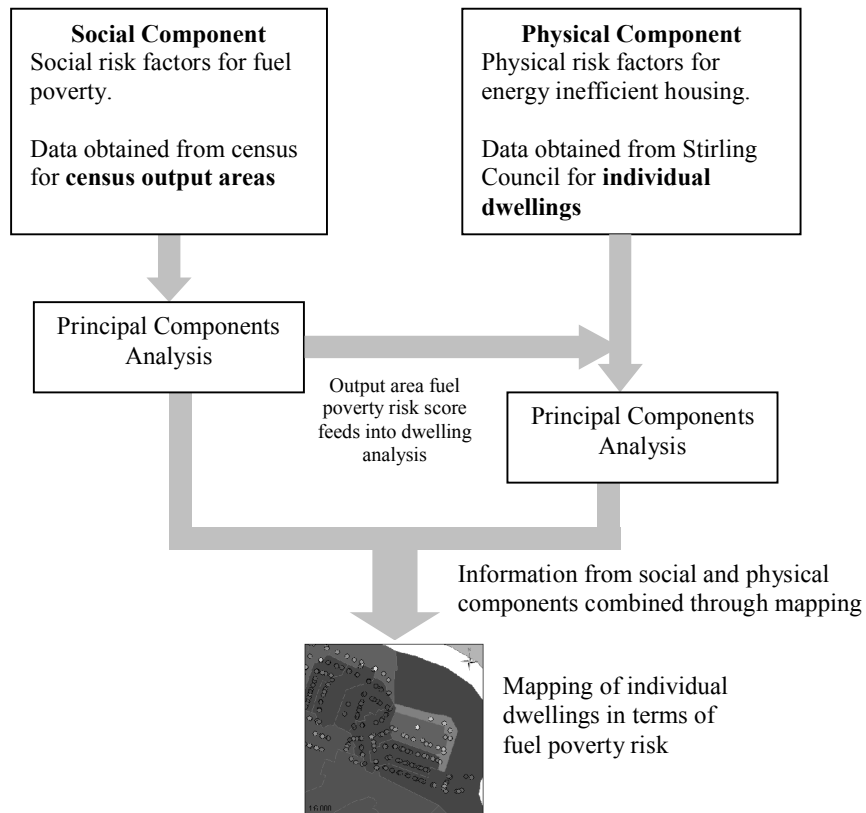 Social Component
Social risk factors for fuel
poverty.
Data obtained from census
for census output areas
Physical Component
Physical risk factors for
energy inefficient housing.
Data obtained from Stirling
Council for individual
dwellings
Principal Components
Analysis
Output area fuel
poverty risk score
feeds into dwelling
analysis
Principal Components
Analysis
Information from social and physical
components combined through mapping
Mapping of individual
dwellings in terms of
fuel poverty risk
1:6,000